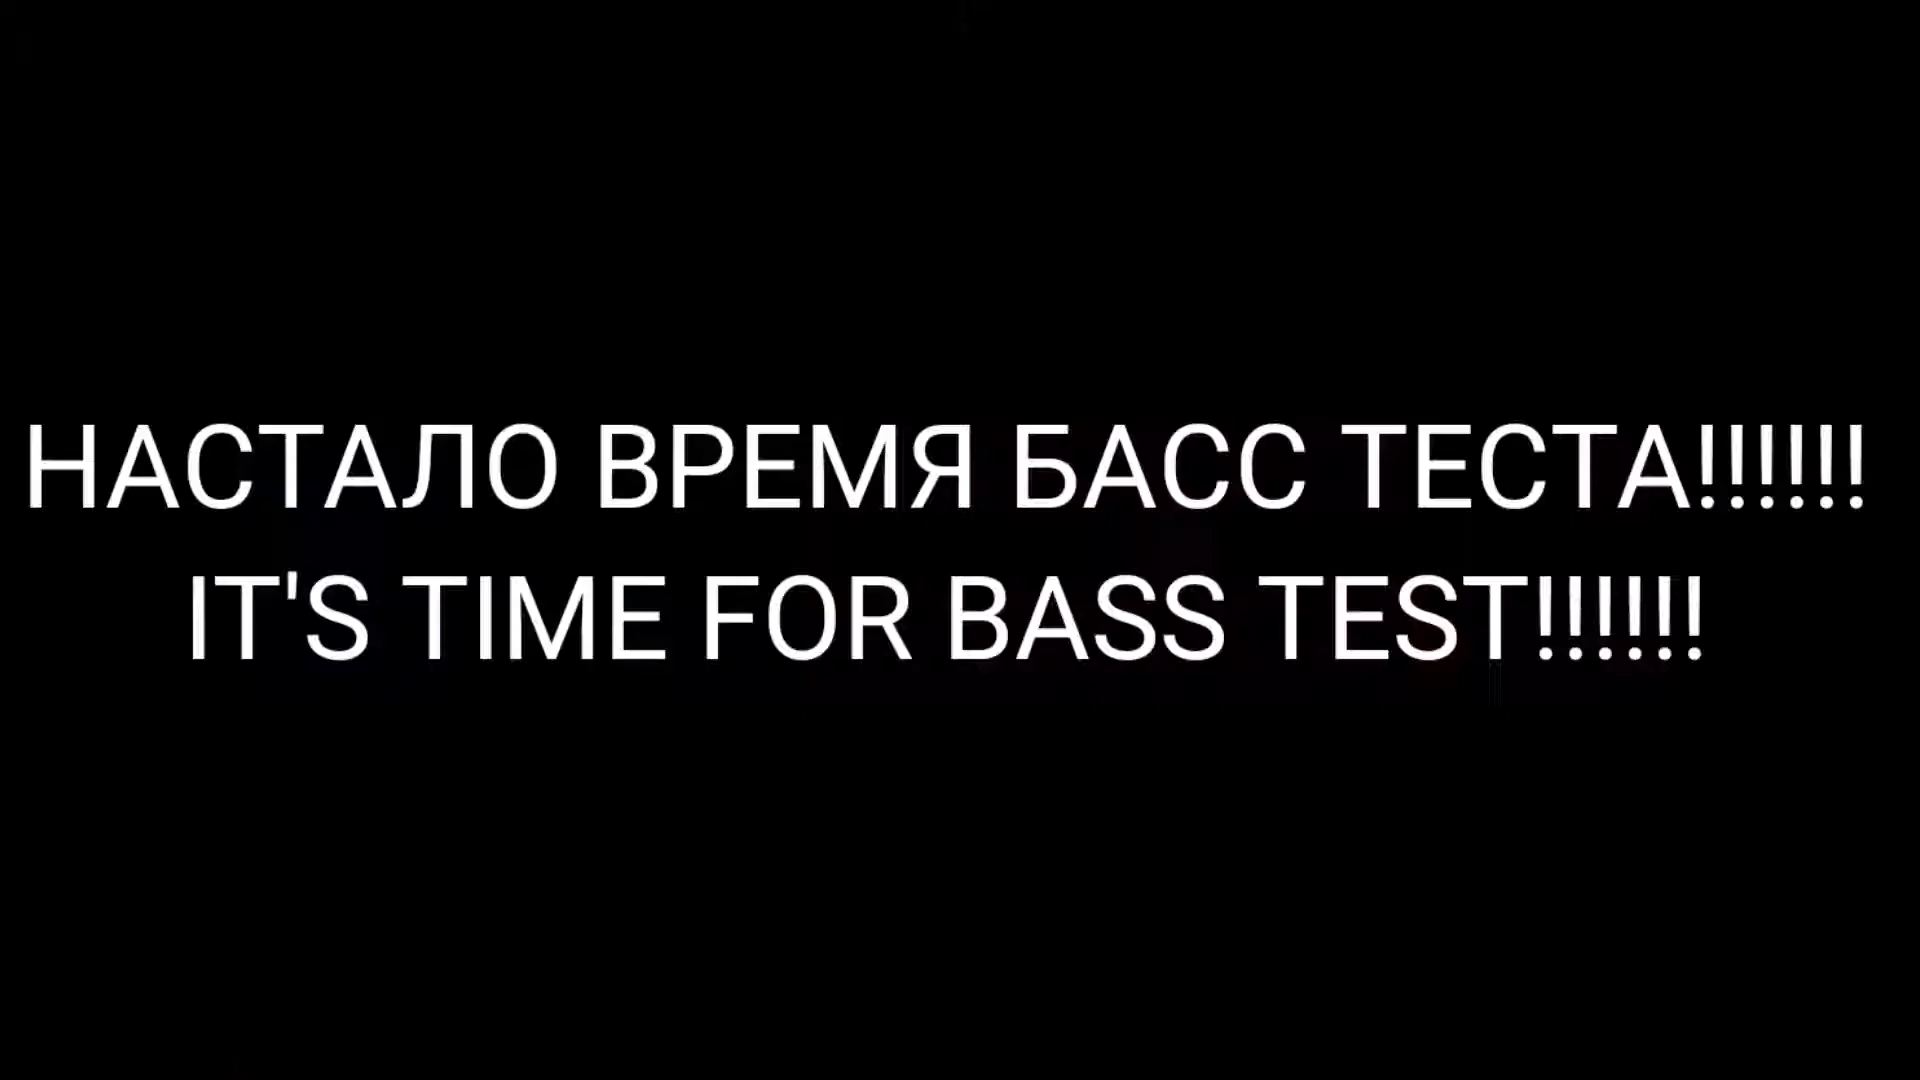 НАСТАЛО ВРЕМЯ БАСС ТЕСТА!!!!!!
IT'S TIME FOR BASS TEST!!!!!!